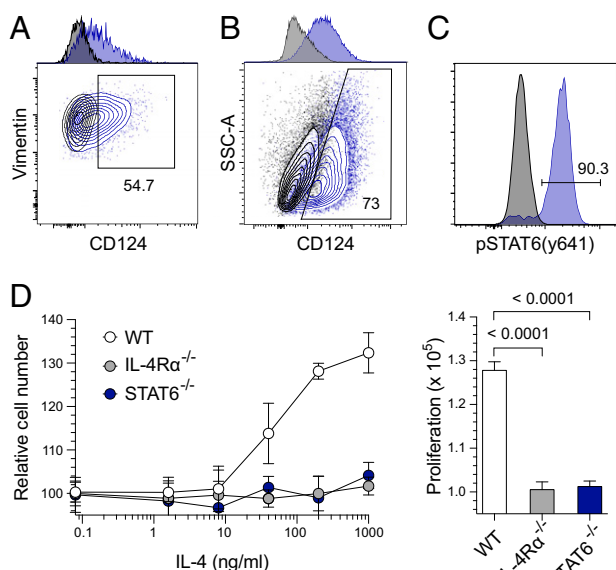 A
B
C
Vimentin
54.7
CD124
SSC-A
73
CD124
90.3
pSTAT6(y641)
D
Relative cell number
140
130
120
110
100
WT
IL-4Rα-/-
STAT6-/-
0.1 1 10 100 1000
IL-4 (ng/ml)
Proliferation (x 10⁵)
1.4
1.3
1.2
1.1
1.0
< 0.0001
< 0.0001
WT